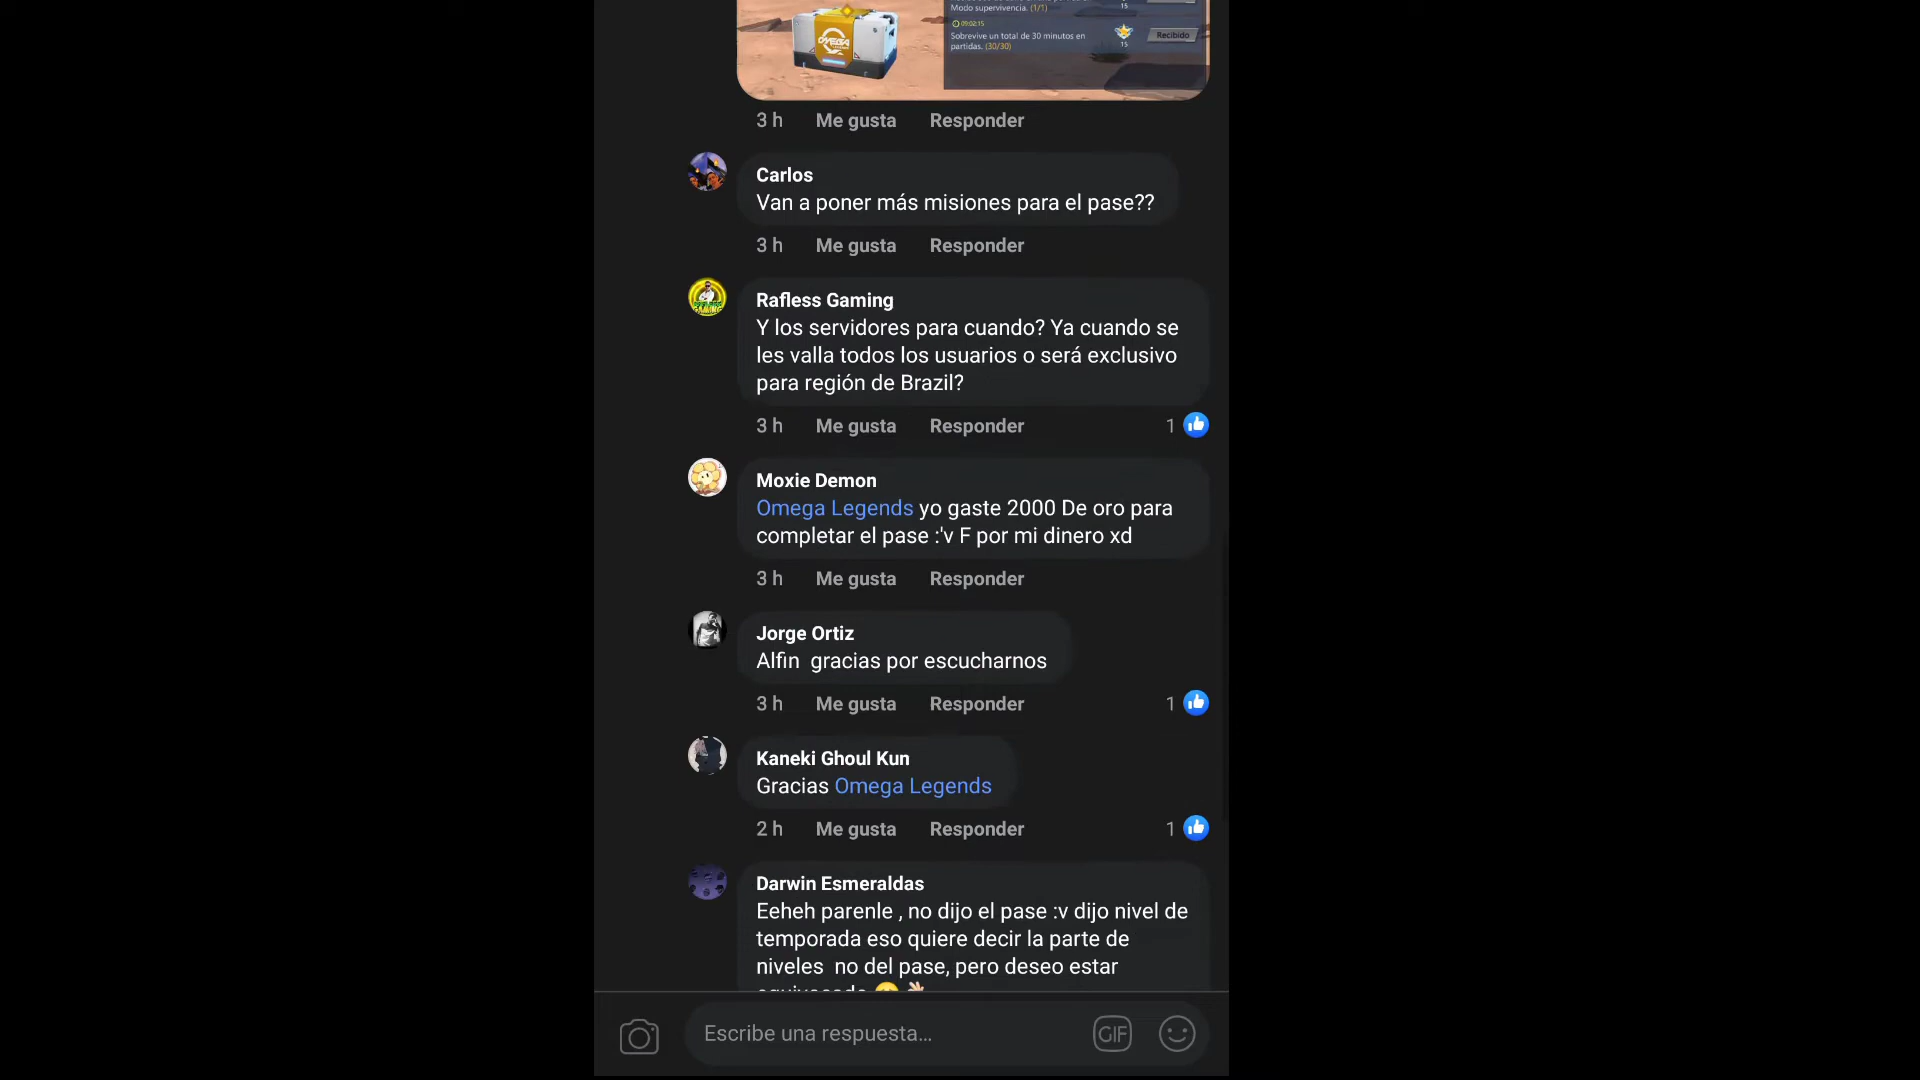 Modo supervivencia. (1/1)
15
09:02:15
Sobrevive un total de 30 minutos en
partidas. (30/30)
15
Recibido
OMEGA
3 h Me gusta Responder
Carlos
Van a poner más misiones para el pase??
3 h Me gusta Responder
Rafless Gaming
Y los servidores para cuando? Ya cuando se
les valla todos los usuarios o será exclusivo
para región de Brazil?
3 h Me gusta Responder 1
Moxie Demon
Omega Legends yo gaste 2000 De oro para
completar el pase :'v F por mi dinero xd
3 h Me gusta Responder
Jorge Ortiz
Alfin  gracias por escucharnos
3 h Me gusta Responder 1
Kaneki Ghoul Kun
Gracias Omega Legends
2 h Me gusta Responder 1
Darwin Esmeraldas
Eeheh parenle , no dijo el pase :v dijo nivel de
temporada eso quiere decir la parte de
niveles  no del pase, pero deseo estar
Escribe una respuesta...
GIF